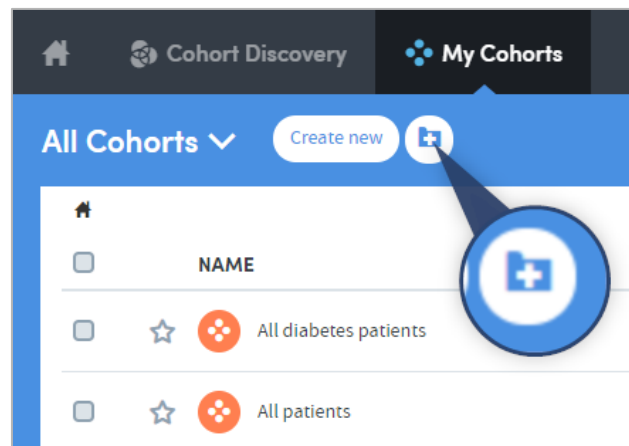 Cohort Discovery
My Cohorts
All Cohorts
Create new
NAME
All diabetes patients
All patients